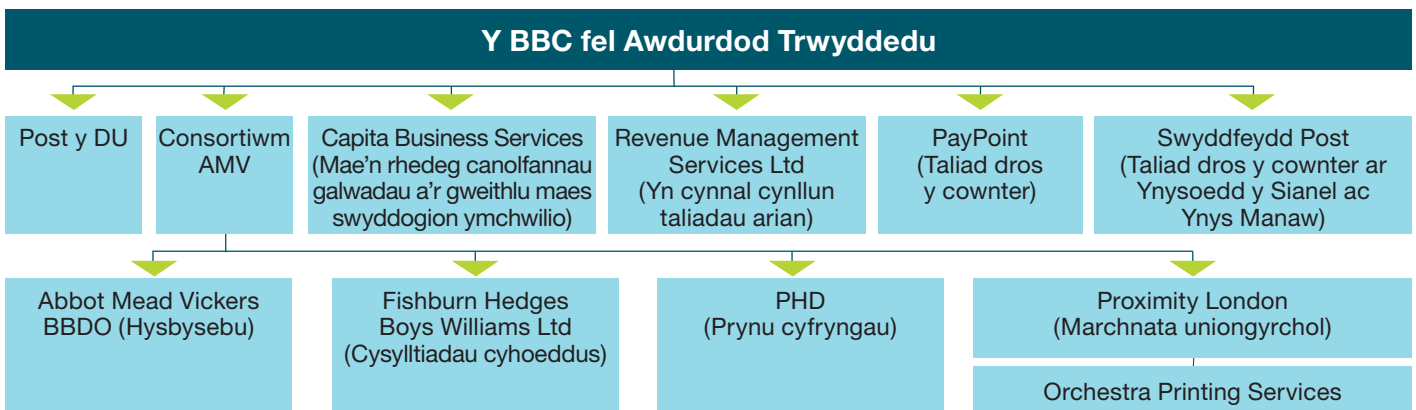 Y BBC fel Awdurdod Trwyddedu
Post y DU
Consortiwm
AMV
Capita Business Services
(Mae'n rhedeg canolfannau
galwadau a'r gweithlu maes
swyddogion ymchwilio)
Revenue Management
Services Ltd
(Yn cynnal cynllun
taliadau arian)
PayPoint
(Taliad dros
y cownter)
Swyddfeydd Post
(Taliad dros y cownter ar
Ynysoedd y Sianel ac
Ynys Manaw)
Abbot Mead Vickers
BBDO (Hysbysebu)
Fishburn Hedges
Boys Williams Ltd
(Cysylltiadau cyhoeddus)
PHD
(Prynu cyfryngau)
Proximity London
(Marchnata uniongyrchol)
Orchestra Printing Services